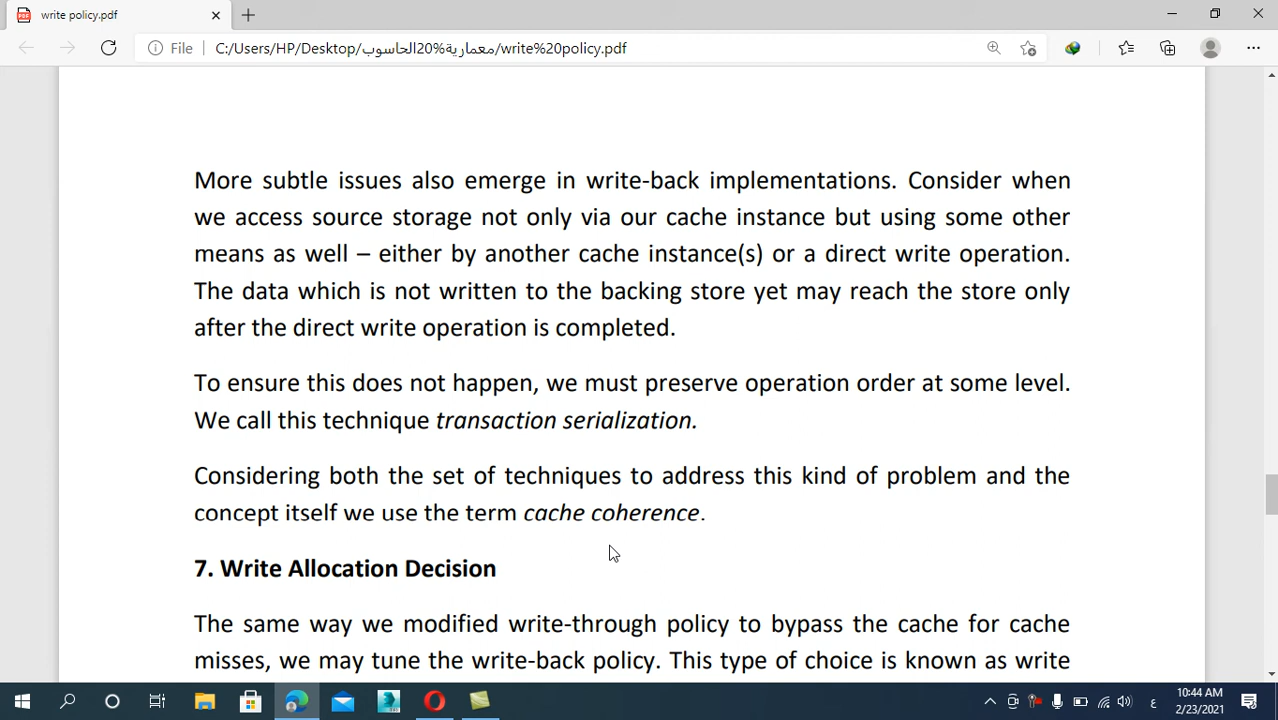 write policy.pdf
File
C:/Users/HP/Desktop/معمارية%20الحاسوب/write%20policy.pdf
More subtle issues also emerge in write-back implementations. Consider when
we access source storage not only via our cache instance but using some other
means as well – either by another cache instance(s) or a direct write operation.
The data which is not written to the backing store yet may reach the store only
after the direct write operation is completed.
To ensure this does not happen, we must preserve operation order at some level.
We call this technique transaction serialization.
Considering both the set of techniques to address this kind of problem and the
concept itself we use the term cache coherence.
7. Write Allocation Decision
The same way we modified write-through policy to bypass the cache for cache
misses, we may tune the write-back policy. This type of choice is known as write
ع
10:44 AM
2/23/2021